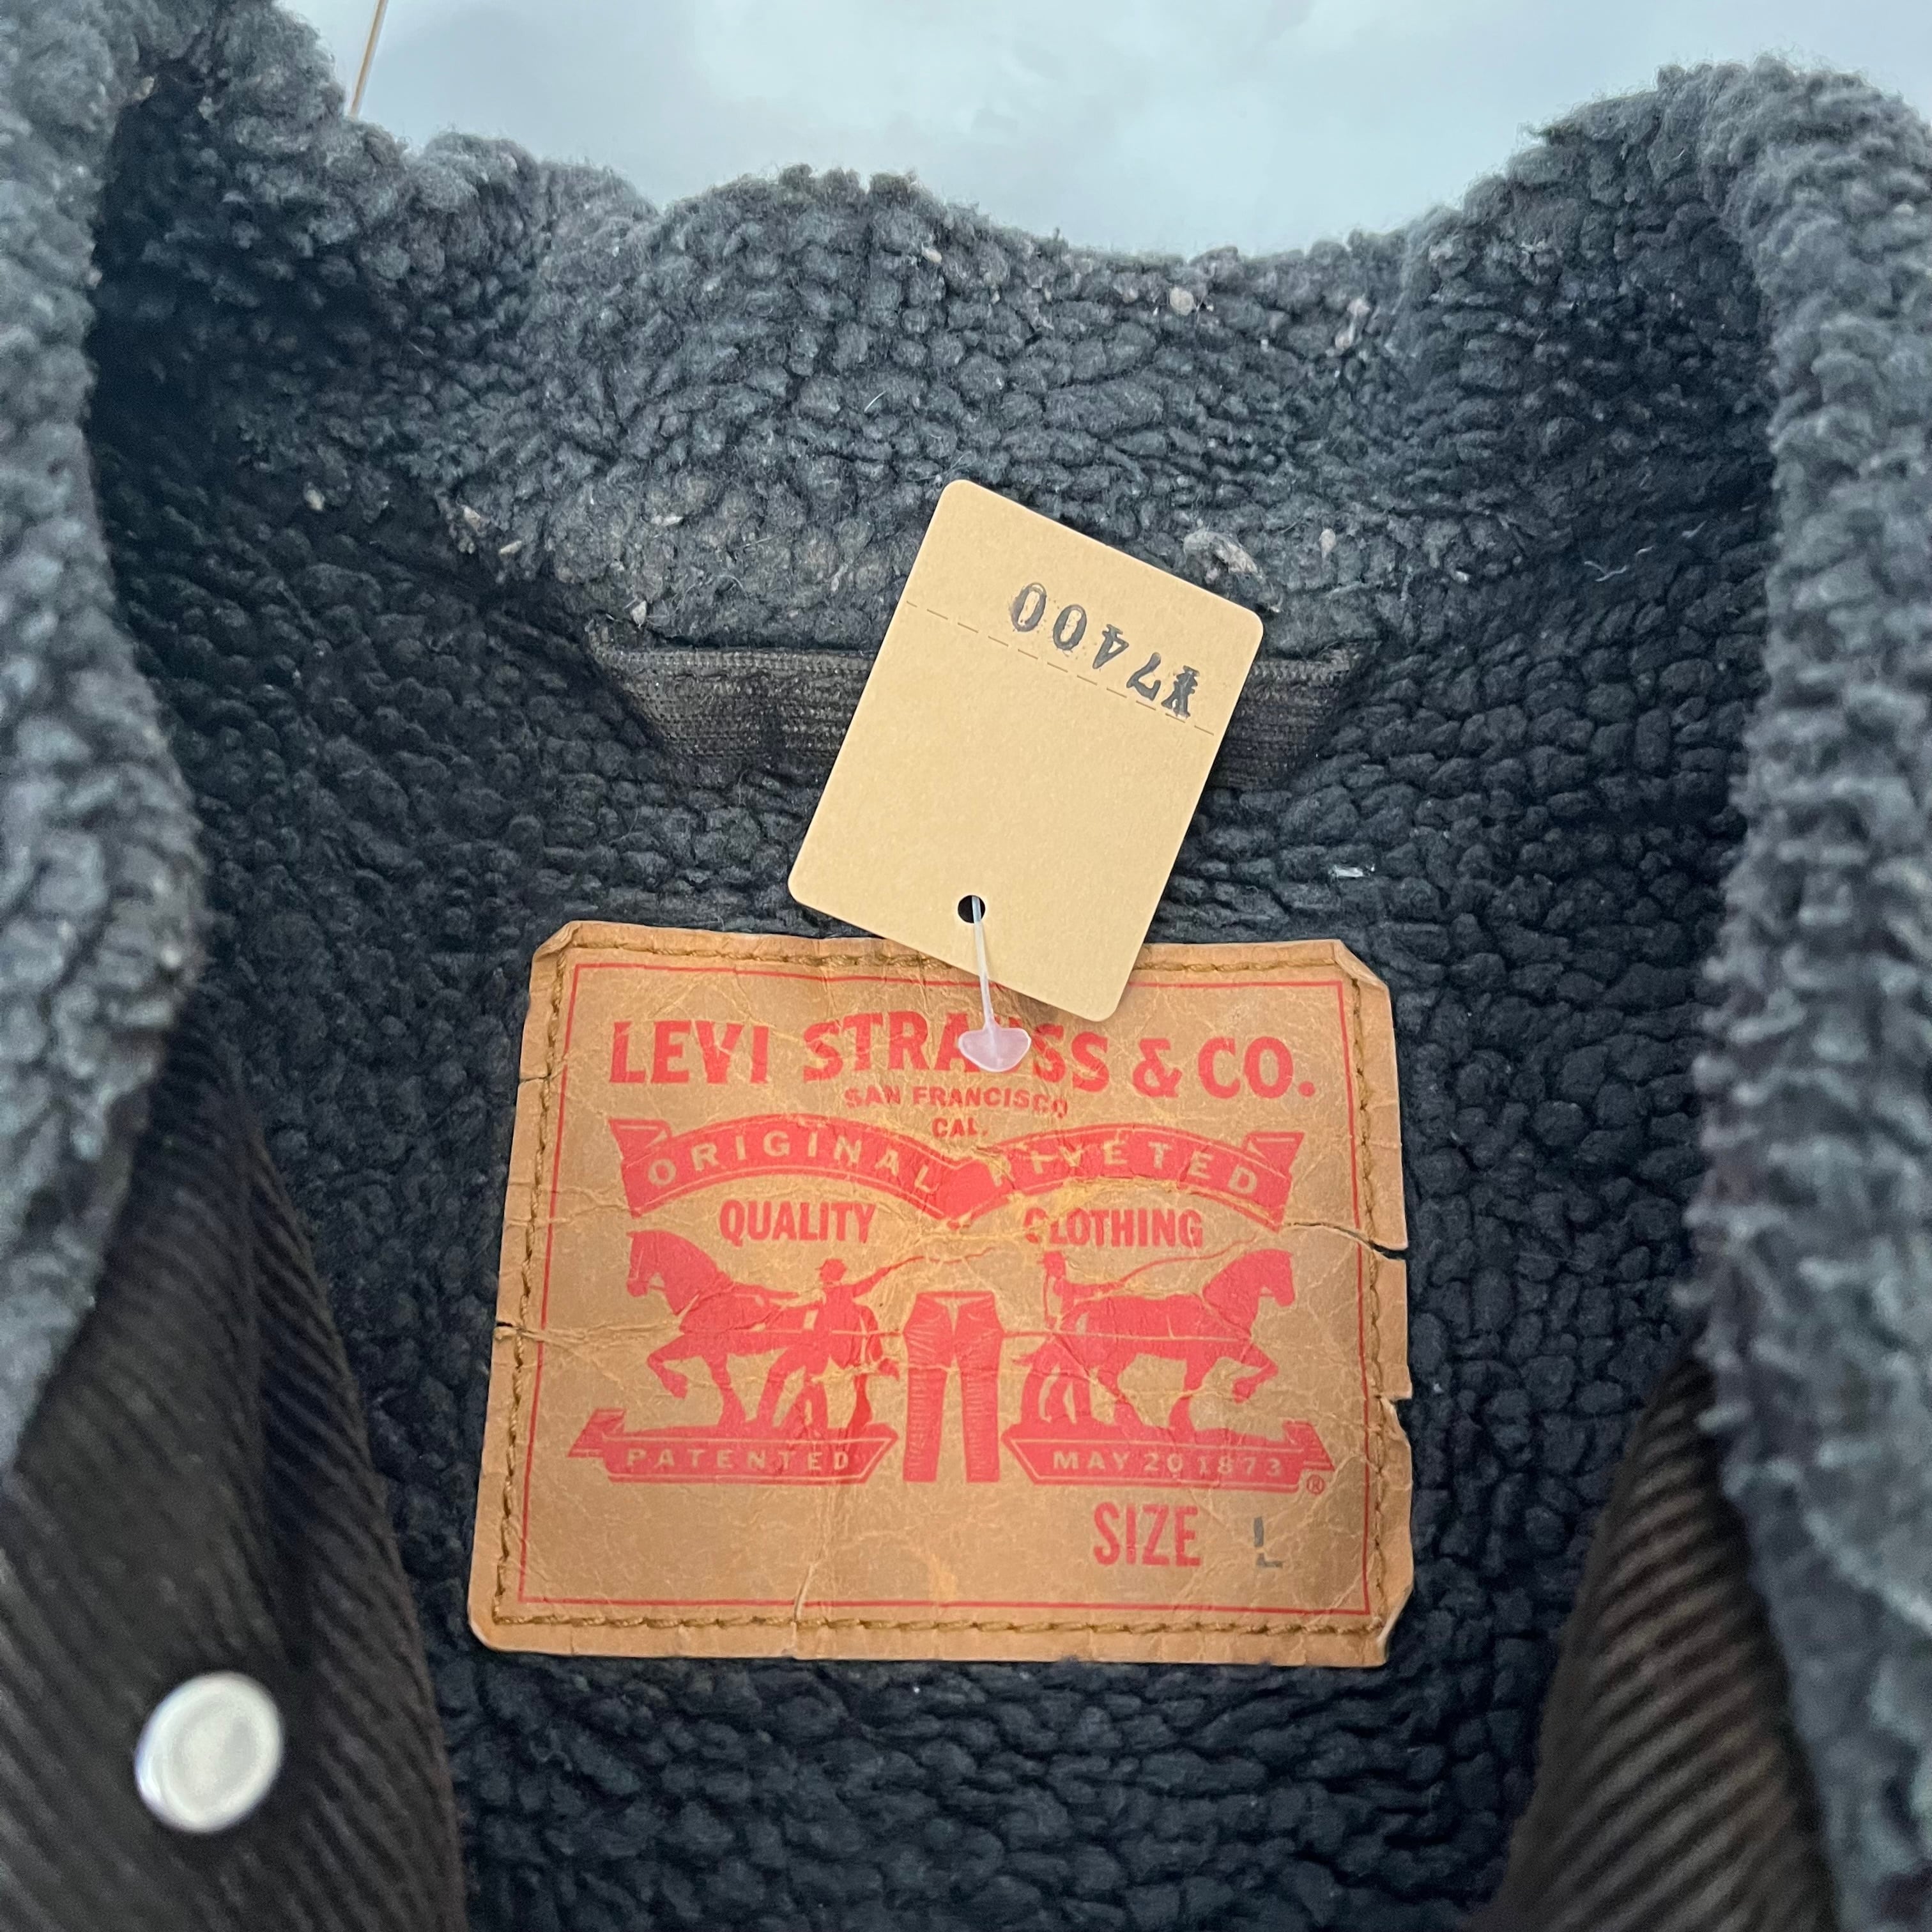 ¥7400
LEVI STRAUSS & CO.
SAN FRANCISCO
CAL.
ORIGINAL RIVETED
QUALITY CLOTHING
PATENTED MAY 20 1873
®
SIZE L